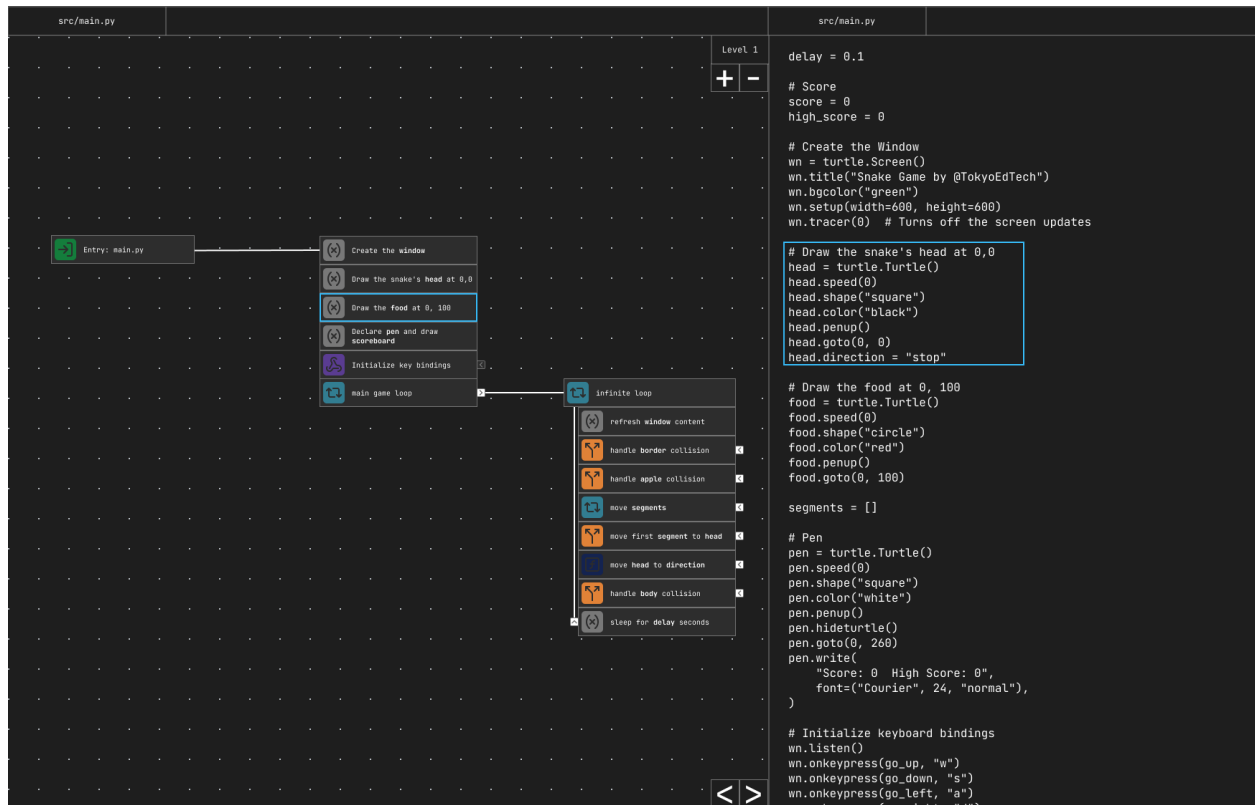 src/main.py
src/main.py
Level 1
+ -
Entry: main.py
Create the window
Draw the snake's head at 0,0
Draw the food at 0, 100
Declare pen and draw
scoreboard
Initialize key bindings
main game loop
infinite loop
refresh window content
handle border collision
handle apple collision
move segments
move first segment to head
move head to direction
handle body collision
sleep for delay seconds
< >
delay = 0.1
# Score
score = 0
high_score = 0
# Create the Window
wn = turtle.Screen()
wn.title("Snake Game by @TokyoEdTech")
wn.bgcolor("green")
wn.setup(width=600, height=600)
wn.tracer(0)  # Turns off the screen updates
# Draw the snake's head at 0,0
head = turtle.Turtle()
head.speed(0)
head.shape("square")
head.color("black")
head.penup()
head.goto(0, 0)
head.direction = "stop"
# Draw the food at 0, 100
food = turtle.Turtle()
food.speed(0)
food.shape("circle")
food.color("red")
food.penup()
food.goto(0, 100)
segments = []
# Pen
pen = turtle.Turtle()
pen.speed(0)
pen.shape("square")
pen.color("white")
pen.penup()
pen.hideturtle()
pen.goto(0, 260)
pen.write(
    "Score: 0  High Score: 0",
    font=("Courier", 24, "normal"),
)
# Initialize keyboard bindings
wn.listen()
wn.onkeypress(go_up, "w")
wn.onkeypress(go_down, "s")
wn.onkeypress(go_left, "a")